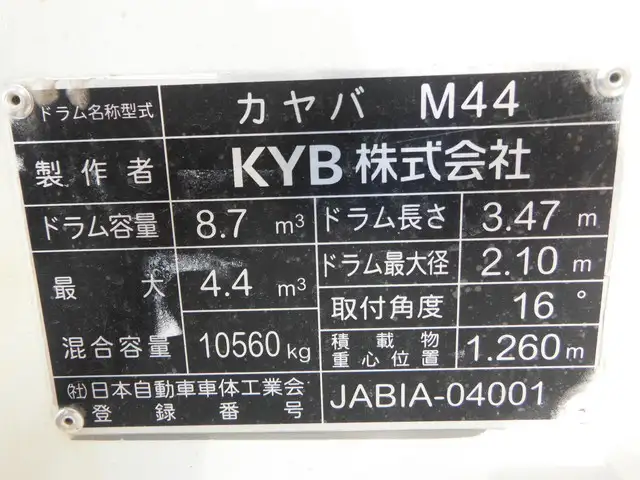 ドラム名称型式 カヤバ M44
製作者 KYB 株式会社
ドラム容量 8.7 m³ ドラム長さ 3.47 m
最大 4.4 m³ ドラム最大径 2.10 m
取付角度 16°
混合容量 10560 kg 積載物重心位置 1.260 m
㈳日本自動車車体工業会
登録番号 JABIA-04001